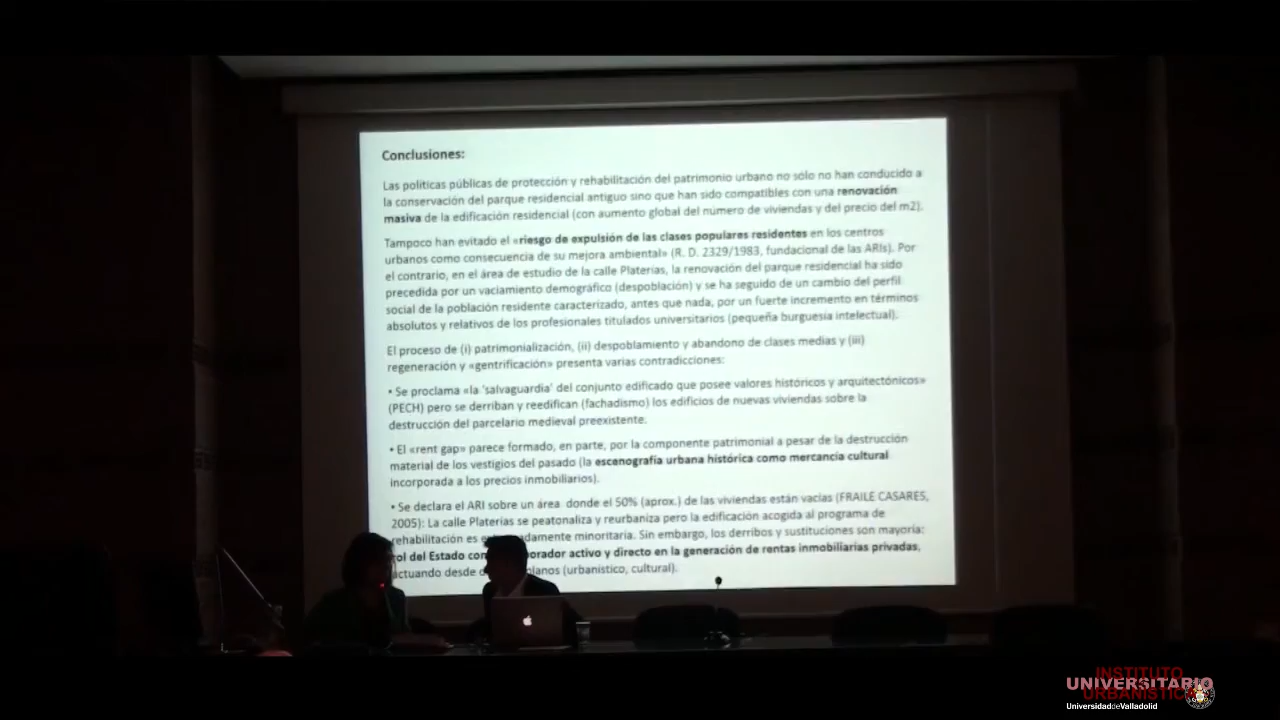 Conclusiones:
Las políticas públicas de protección y rehabilitación del patrimonio urbano no sólo no han conducido a
la conservación del parque residencial antiguo sino que han sido compatibles con una renovación
masiva de la edificación residencial (con aumento global del número de viviendas y del precio del m2).
Tampoco han evitado el «riesgo de expulsión de las clases populares residentes en los centros
urbanos como consecuencia de su mejora ambiental» (R. D. 2329/1983, fundacional de las ARIs). Por
el contrario, en el área de estudio de la calle Platerías, la renovación del parque residencial ha sido
precedida por un vaciamiento demográfico (despoblación) y se ha seguido de un cambio del perfil
social de la población residente caracterizado, antes que nada, por un fuerte incremento en términos
absolutos y relativos de los profesionales titulados universitarios (pequeña burguesía intelectual).
El proceso de (i) patrimonialización, (ii) despoblamiento y abandono de clases medias y (iii)
regeneración y «gentrificación» presenta varias contradicciones:
• Se proclama «la 'salvaguardia' del conjunto edificado que posee valores históricos y arquitectónicos»
(PECH) pero se derriban y reedifican (fachadismo) los edificios de nuevas viviendas sobre la
destrucción del parcelario medieval preexistente.
• El «rent gap» parece formado, en parte, por la componente patrimonial a pesar de la destrucción
material de los vestigios del pasado (la escenografía urbana histórica como mercancía cultural
incorporada a los precios inmobiliarios).
• Se declara el ARI sobre un área donde el 50% (aprox.) de las viviendas están vacías (FRAILE CASARES,
2005): La calle Platerías se peatonaliza y reurbaniza pero la edificación acogida al programa de
rehabilitación es adamente minoritaria. Sin embargo, los derribos y sustituciones son mayoría:
rol del Estado con orador activo y directo en la generación de rentas inmobiliarias privadas,
actuando desde planos (urbanístico, cultural).
INSTITUTO
UNIVERSITARIO
URBANÍSTIC
UniversidaddeValladolid